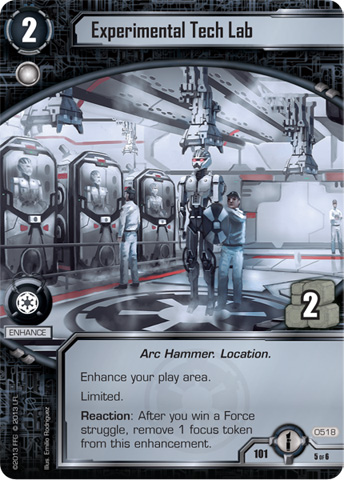 2
Experimental Tech Lab
2
ENHANCE
Arc Hammer. Location.
Enhance your play area.
Limited.
Reaction: After you win a Force
struggle, remove 1 focus token
from this enhancement.
0518
101
5 of 6
©2013 FFG ©2013 LFL
Illus. Emilio Rodriguez